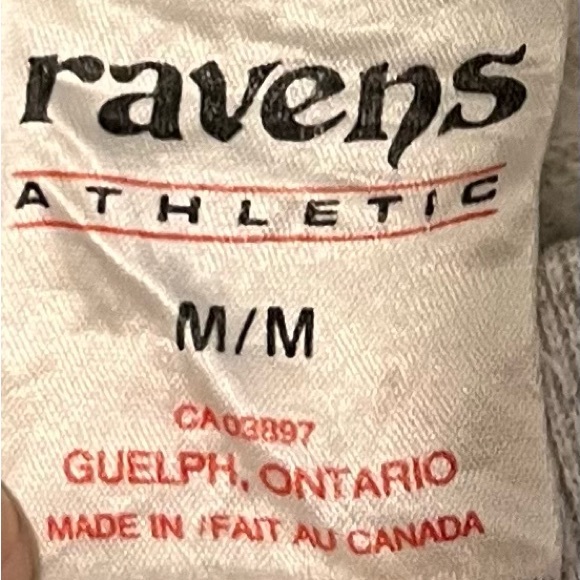 ravens
ATHLETIC
M/M
CA03897
GUELPH, ONTARIO
MADE IN /FAIT AU CANADA